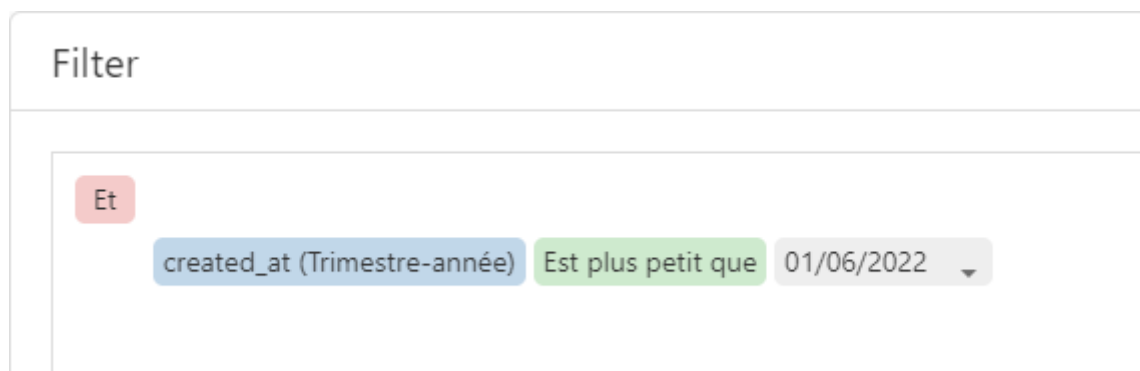 Filter
Et
created_at (Trimestre-année) Est plus petit que 01/06/2022